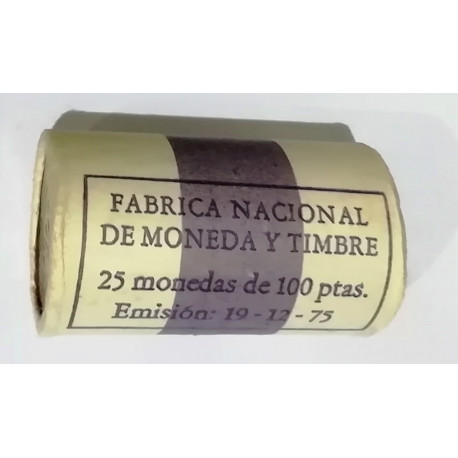 FABRICA NACIONAL
DE MONEDA Y TIMBRE
25 monedas de 100 ptas.
Emisión: 19 - 12 - 75